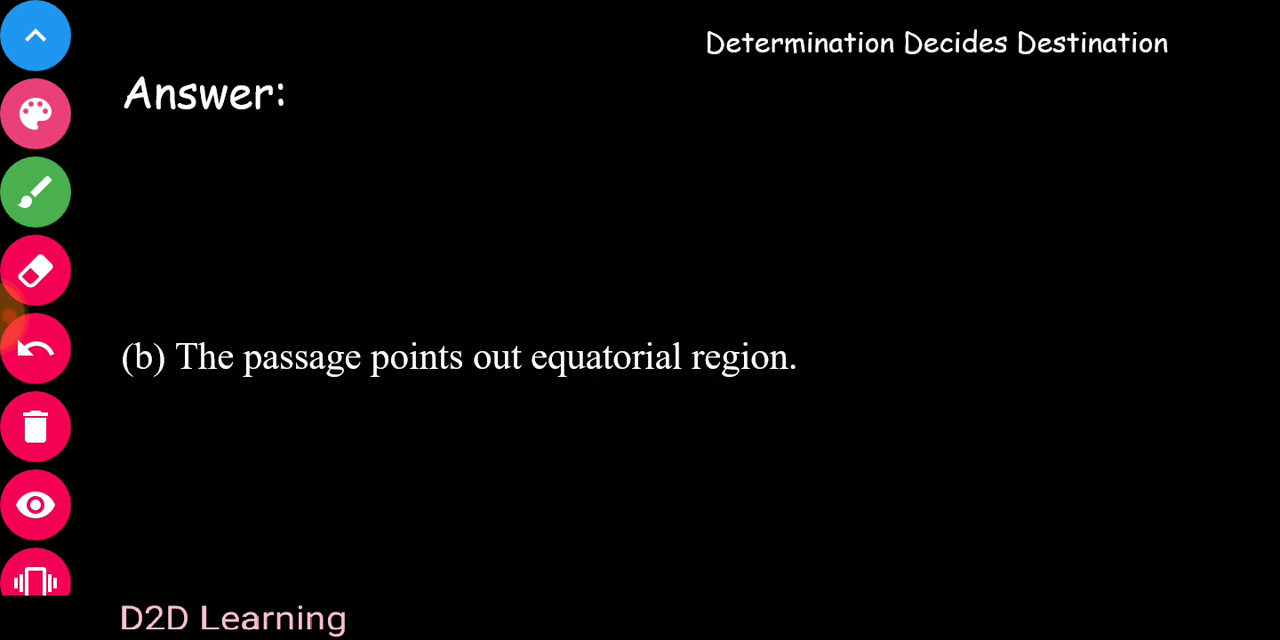 Determination Decides Destination
Answer:
(b) The passage points out equatorial region.
D2D Learning